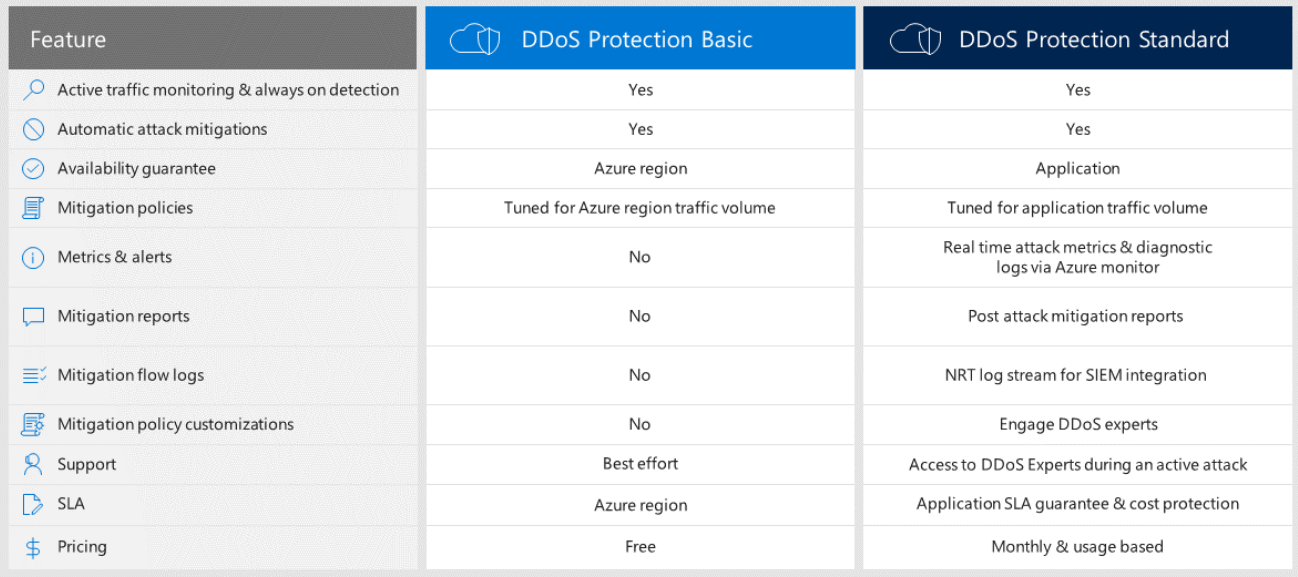 Feature
DDoS Protection Basic
DDoS Protection Standard
Active traffic monitoring & always on detection
Yes
Yes
Automatic attack mitigations
Yes
Yes
Availability guarantee
Azure region
Application
Mitigation policies
Tuned for Azure region traffic volume
Tuned for application traffic volume
Metrics & alerts
No
Real time attack metrics & diagnostic
logs via Azure monitor
Mitigation reports
No
Post attack mitigation reports
Mitigation flow logs
No
NRT log stream for SIEM integration
Mitigation policy customizations
No
Engage DDoS experts
Support
Best effort
Access to DDoS Experts during an active attack
SLA
Azure region
Application SLA guarantee & cost protection
Pricing
Free
Monthly & usage based